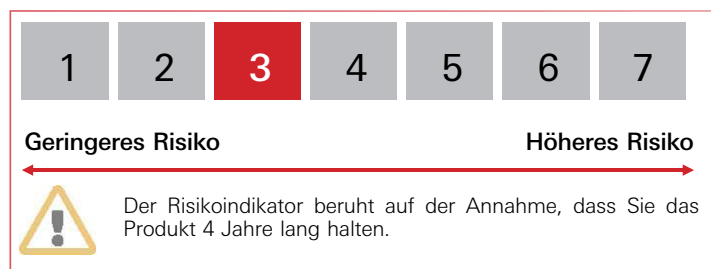 1 2 3 4 5 6 7
Geringeres Risiko Höheres Risiko
Der Risikoindikator beruht auf der Annahme, dass Sie das
Produkt 4 Jahre lang halten.